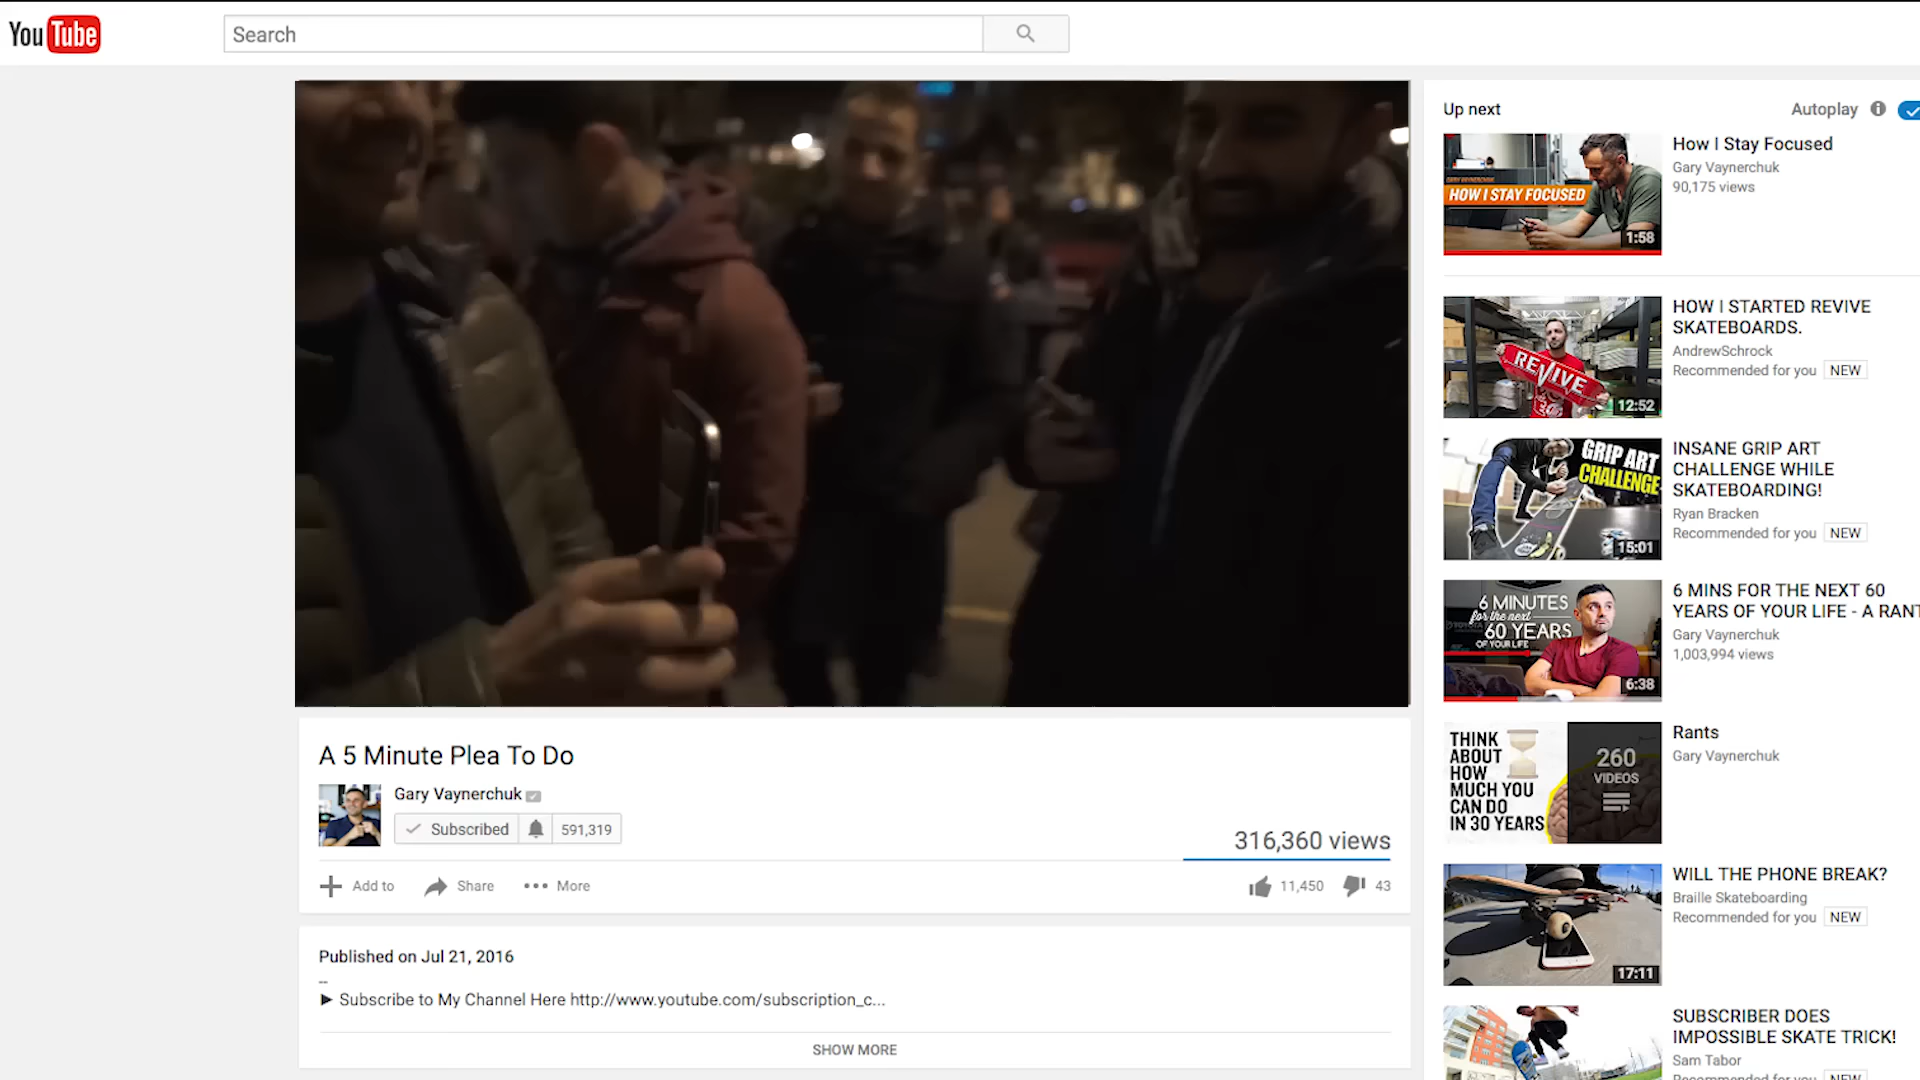 YouTube
Search
Up next
Autoplay
How I Stay Focused
Gary Vaynerchuk
90,175 views
HOW I STAY FOCUSED
1:58
HOW I STARTED REVIVE
SKATEBOARDS.
AndrewSchrock
Recommended for you NEW
REVIVE
12:52
INSANE GRIP ART
CHALLENGE WHILE
SKATEBOARDING!
Ryan Bracken
Recommended for you NEW
GRIP ART
CHALLENGE
15:01
6 MINS FOR THE NEXT 60
YEARS OF YOUR LIFE - A RANT
Gary Vaynerchuk
1,003,994 views
6 MINUTES
for the next
60 YEARS
OF YOUR LIFE
6:38
Rants
Gary Vaynerchuk
THINK
ABOUT
HOW
MUCH YOU
CAN DO
IN 30 YEARS
260
VIDEOS
WILL THE PHONE BREAK?
Braille Skateboarding
Recommended for you NEW
17:11
SUBSCRIBER DOES
IMPOSSIBLE SKATE TRICK!
Sam Tabor
Recommended for you NEW
A 5 Minute Plea To Do
Gary Vaynerchuk
Subscribed 591,319
316,360 views
Add to Share More
11,450 43
Published on Jul 21, 2016
--
► Subscribe to My Channel Here http://www.youtube.com/subscription_c...
SHOW MORE